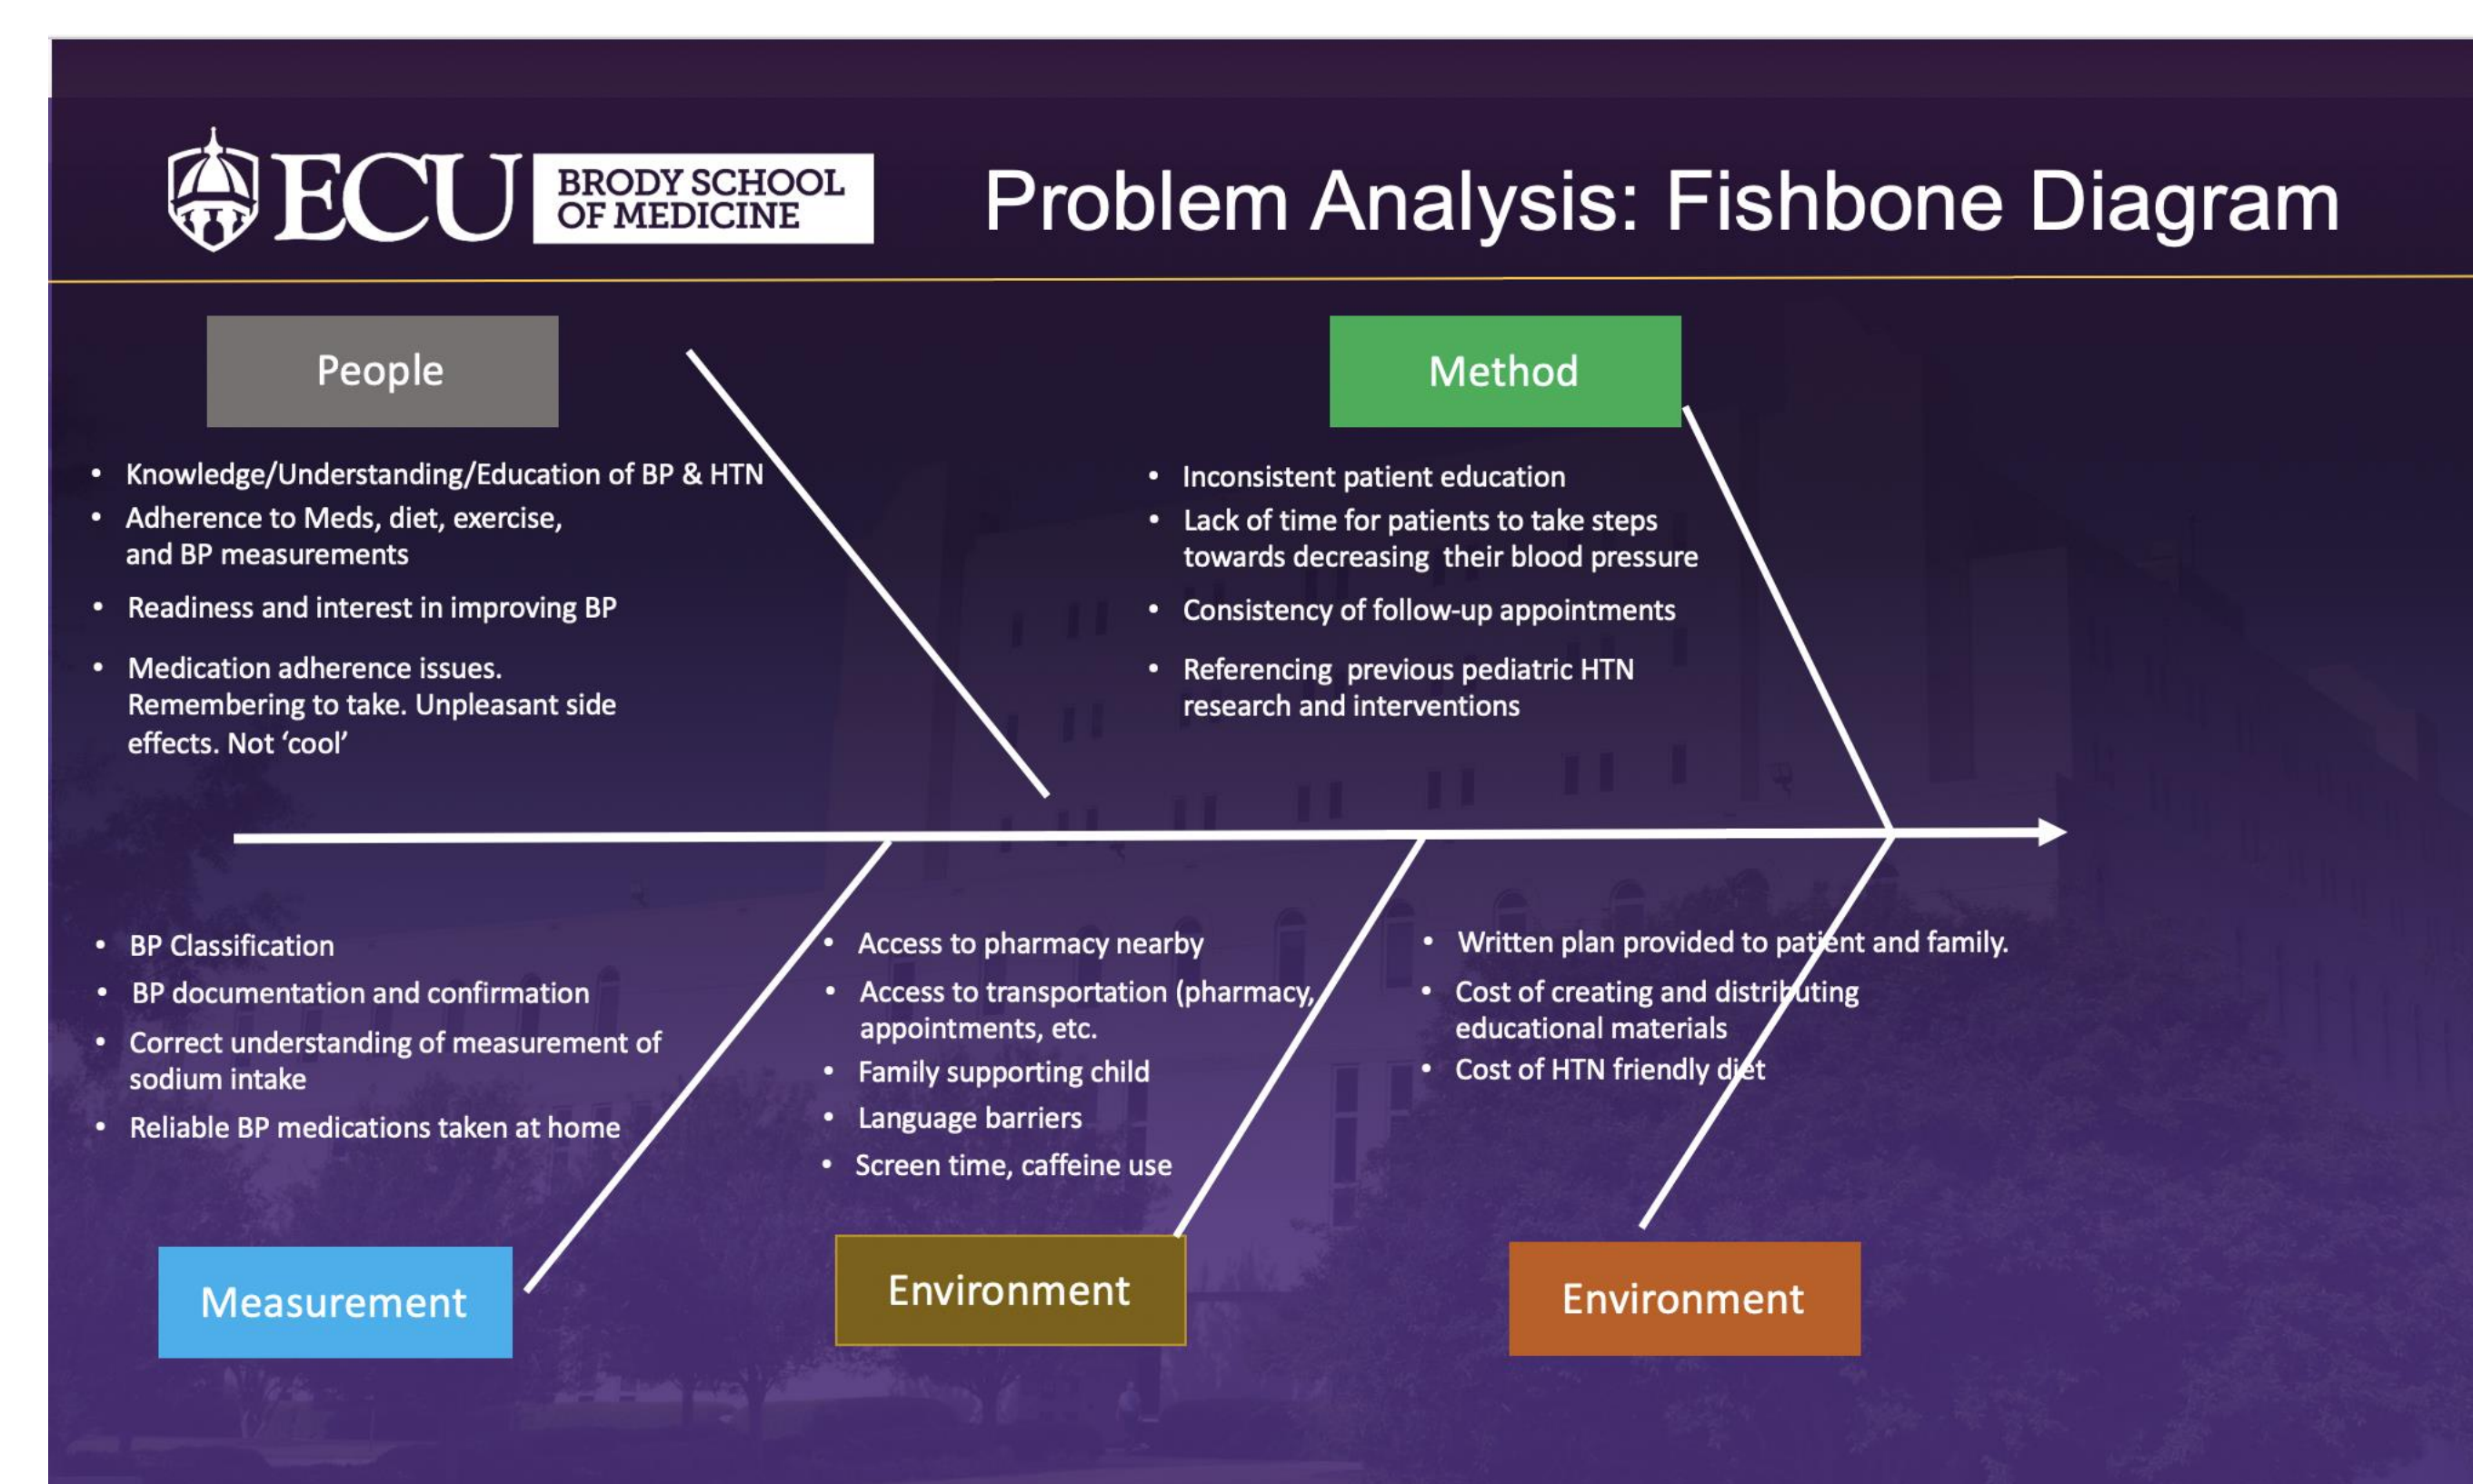 ECU
BRODY SCHOOL
OF MEDICINE
Problem Analysis: Fishbone Diagram
People
• Knowledge/Understanding/Education of BP & HTN
• Adherence to Meds, diet, exercise,
and BP measurements
• Readiness and interest in improving BP
• Medication adherence issues.
Remembering to take. Unpleasant side
effects. Not ‘cool’
Method
• Inconsistent patient education
• Lack of time for patients to take steps
towards decreasing their blood pressure
• Consistency of follow-up appointments
• Referencing previous pediatric HTN
research and interventions
• BP Classification
• BP documentation and confirmation
• Correct understanding of measurement of
sodium intake
• Reliable BP medications taken at home
Measurement
• Access to pharmacy nearby
• Access to transportation (pharmacy,
appointments, etc.
• Family supporting child
• Language barriers
• Screen time, caffeine use
Environment
• Written plan provided to patient and family.
• Cost of creating and distributing
educational materials
• Cost of HTN friendly diet
Environment